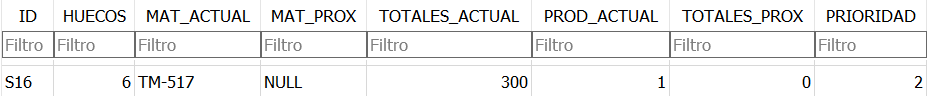 ID HUECOS MAT_ACTUAL MAT_PROX TOTALES_ACTUAL PROD_ACTUAL TOTALES_PROX PRIORIDAD
Filtro Filtro Filtro Filtro Filtro Filtro Filtro Filtro
S16 6 TM-517 NULL 300 1 0 2